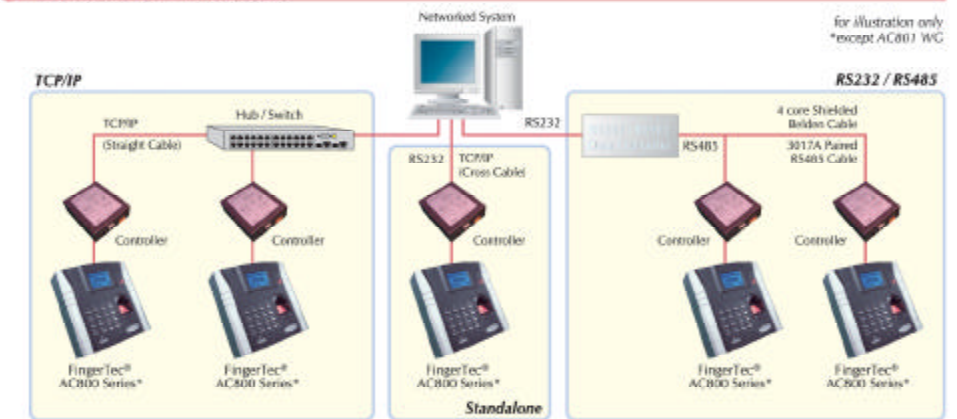 Networked System
for illustration only
*except AC801 WG
TCP/IP
RS232 / RS485
TCP/IP
(Straight Cable)
Hub / Switch
RS232
4 core Shielded
Belden Cable
RS485
3017A Paired
RS485 Cable
RS232
TCP/IP
(Cross Cable)
Controller
Controller
Controller
Controller
Controller
FingerTec®
AC800 Series*
FingerTec®
AC800 Series*
FingerTec®
AC800 Series*
FingerTec®
AC800 Series*
FingerTec®
AC800 Series*
Standalone